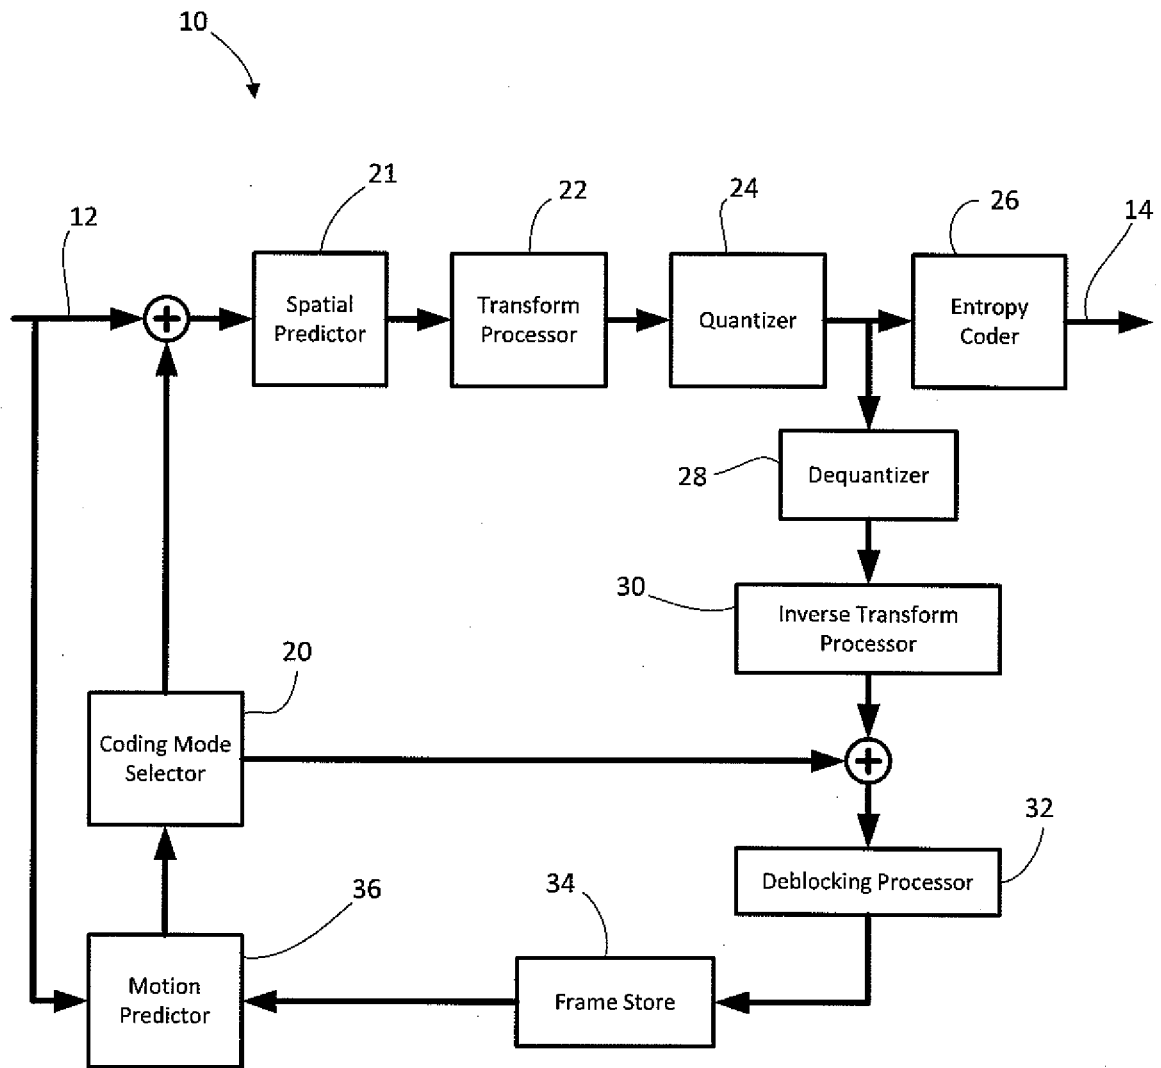 10
21
22
24
26
14
12
Spatial
Predictor
Transform
Processor
Quantizer
Entropy
Coder
28
Dequantizer
30
Inverse Transform
Processor
20
Coding Mode
Selector
32
Deblocking Processor
34
36
Frame Store
Motion
Predictor